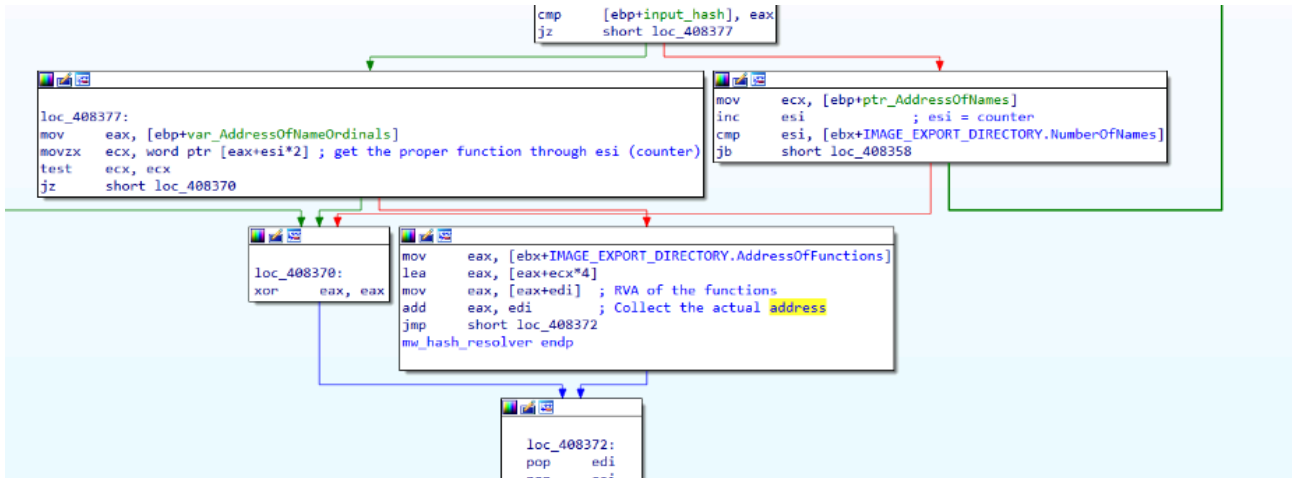 cmp [ebp+input_hash], eax
jz short loc_408377
loc_408377:
mov eax, [ebp+var_AddressOfNameOrdinals]
movzx ecx, word ptr [eax+esi*2] ; get the proper function through esi (counter)
test ecx, ecx
jz short loc_408370
mov ecx, [ebp+ptr_AddressOfNames]
inc esi ; esi = counter
cmp esi, [ebx+IMAGE_EXPORT_DIRECTORY.NumberOfNames]
jb short loc_408358
loc_408370:
xor eax, eax
mov eax, [ebx+IMAGE_EXPORT_DIRECTORY.AddressOfFunctions]
lea eax, [eax+ecx*4]
mov eax, [eax+edi] ; RVA of the functions
add eax, edi ; Collect the actual address
jmp short loc_408372
mw_hash_resolver endp
loc_408372:
pop edi